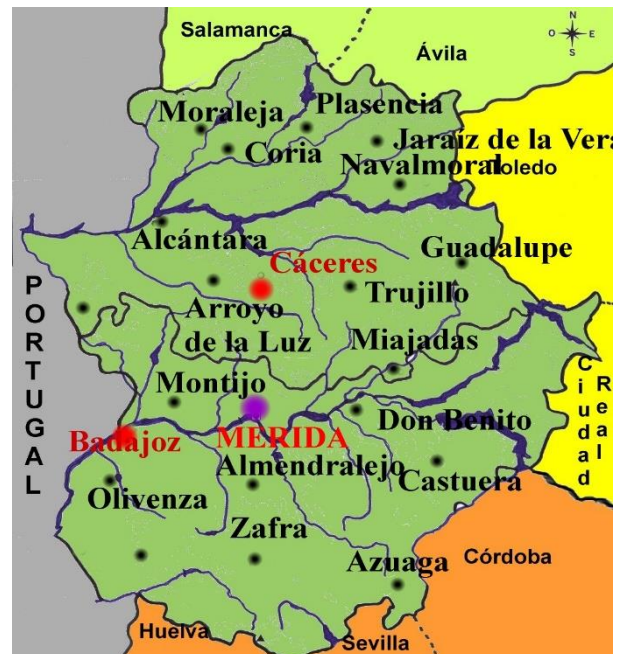 Salamanca
Ávila
N
O E
S
Moraleja
Plasencia
Coria
Jaraíz de la Vera
Navalmoral
Toledo
Alcántara
Guadalupe
Cáceres
Trujillo
Arroyo
de la Luz
Miajadas
PORTUGAL
Ciudad
Real
Montijo
Don Benito
Badajoz
MERIDA
Almendralejo
Castuera
Olivenza
Zafra
Azuaga
Córdoba
Huelva
Sevilla